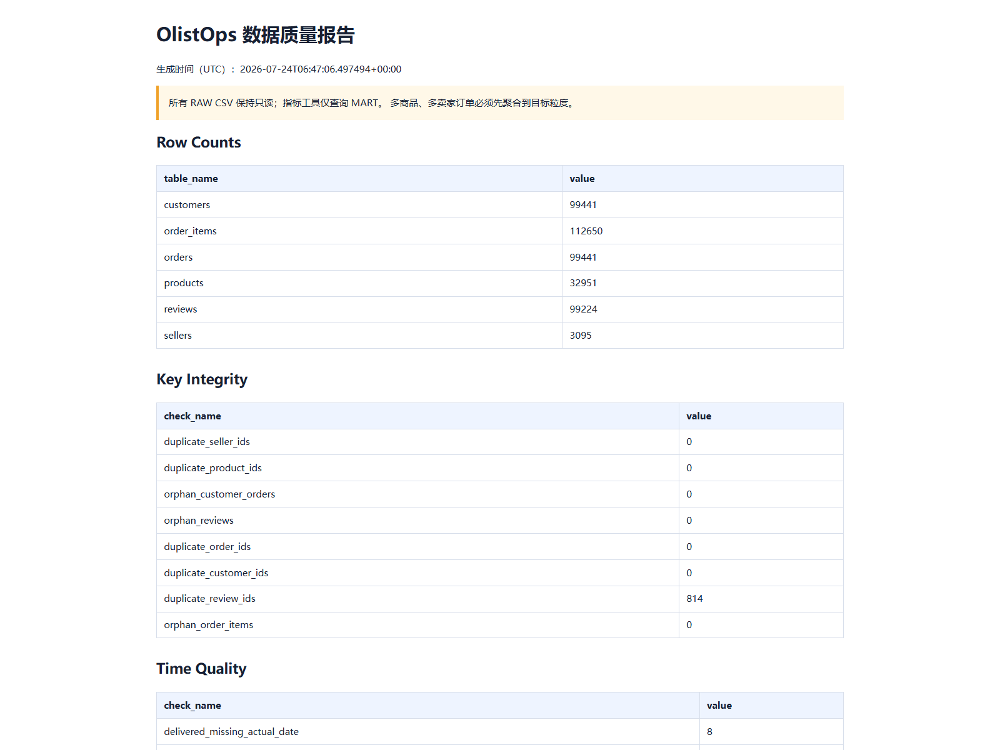 OlistOps 数据质量报告
生成时间（UTC）：2026-07-24T06:47:06.497494+00:00
所有 RAW CSV 保持只读；指标工具仅查询 MART。 多商品、多卖家订单必须先聚合到目标粒度。
Row Counts
table_name value
customers 99441
order_items 112650
orders 99441
products 32951
reviews 99224
sellers 3095
Key Integrity
check_name value
duplicate_seller_ids 0
duplicate_product_ids 0
orphan_customer_orders 0
orphan_reviews 0
duplicate_order_ids 0
duplicate_customer_ids 0
duplicate_review_ids 814
orphan_order_items 0
Time Quality
check_name value
delivered_missing_actual_date 8